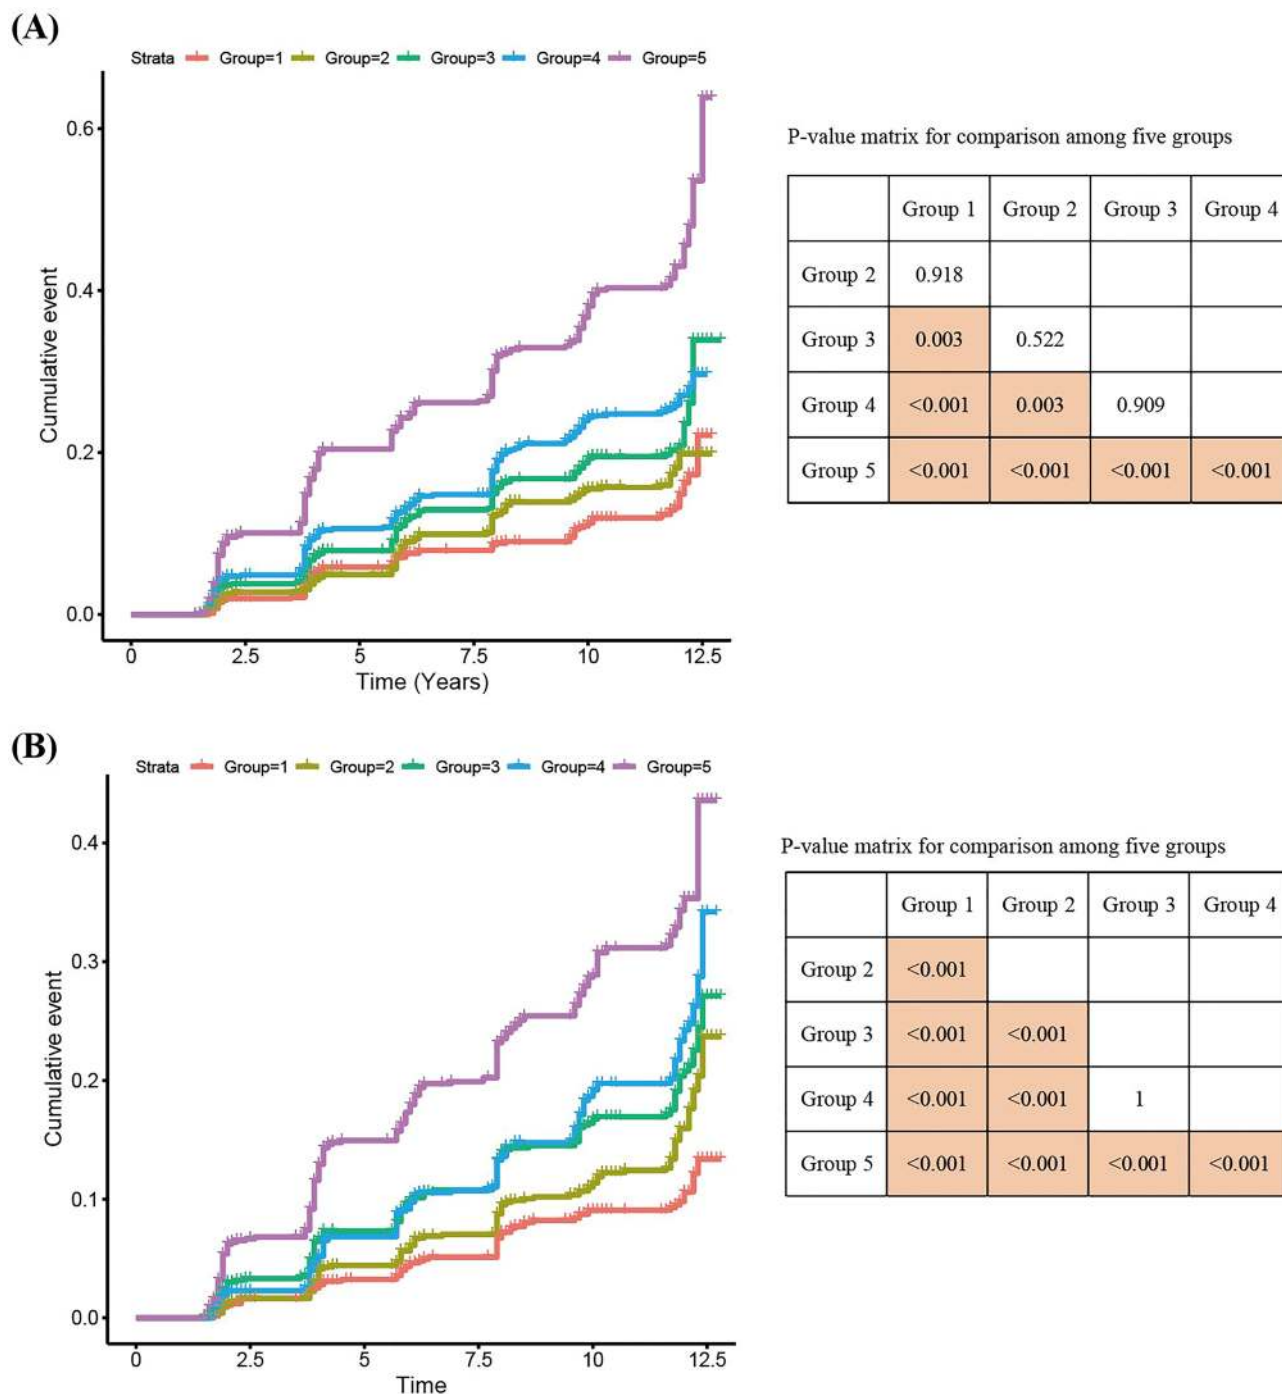 (A)
Strata Group=1 Group=2 Group=3 Group=4 Group=5
0.6
0.4
0.2
0.0
Cumulative event
0 2.5 5 7.5 10 12.5
Time (Years)
P-value matrix for comparison among five groups
Group 1 Group 2 Group 3 Group 4
Group 2 0.918
Group 3 0.003 0.522
Group 4 <0.001 0.003 0.909
Group 5 <0.001 <0.001 <0.001 <0.001
(B)
Strata Group=1 Group=2 Group=3 Group=4 Group=5
0.4
0.3
0.2
0.1
0.0
Cumulative event
0 2.5 5 7.5 10 12.5
Time
P-value matrix for comparison among five groups
Group 1 Group 2 Group 3 Group 4
Group 2 <0.001
Group 3 <0.001 <0.001
Group 4 <0.001 <0.001 1
Group 5 <0.001 <0.001 <0.001 <0.001